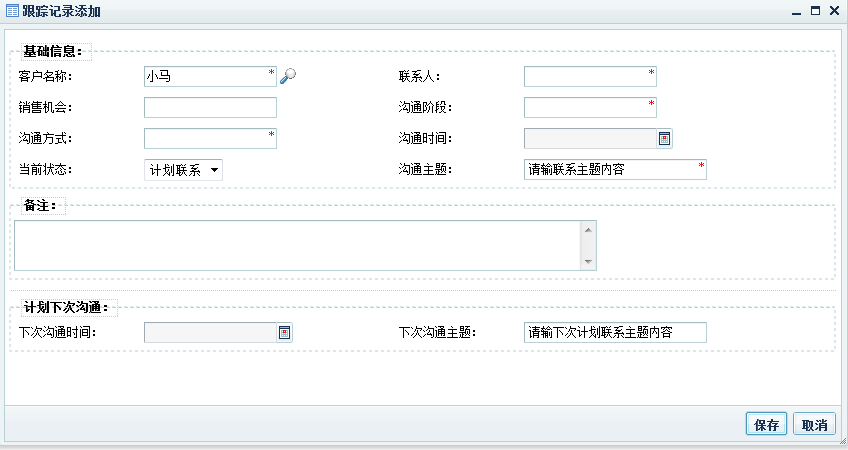 跟踪记录添加
基础信息：
客户名称： 小马 * 联系人： *
销售机会： 沟通阶段： *
沟通方式： * 沟通时间：
当前状态： 计划联系 沟通主题： 请输联系主题内容 *
备注：
计划下次沟通：
下次沟通时间： 下次沟通主题： 请输下次计划联系主题内容
保存 取消